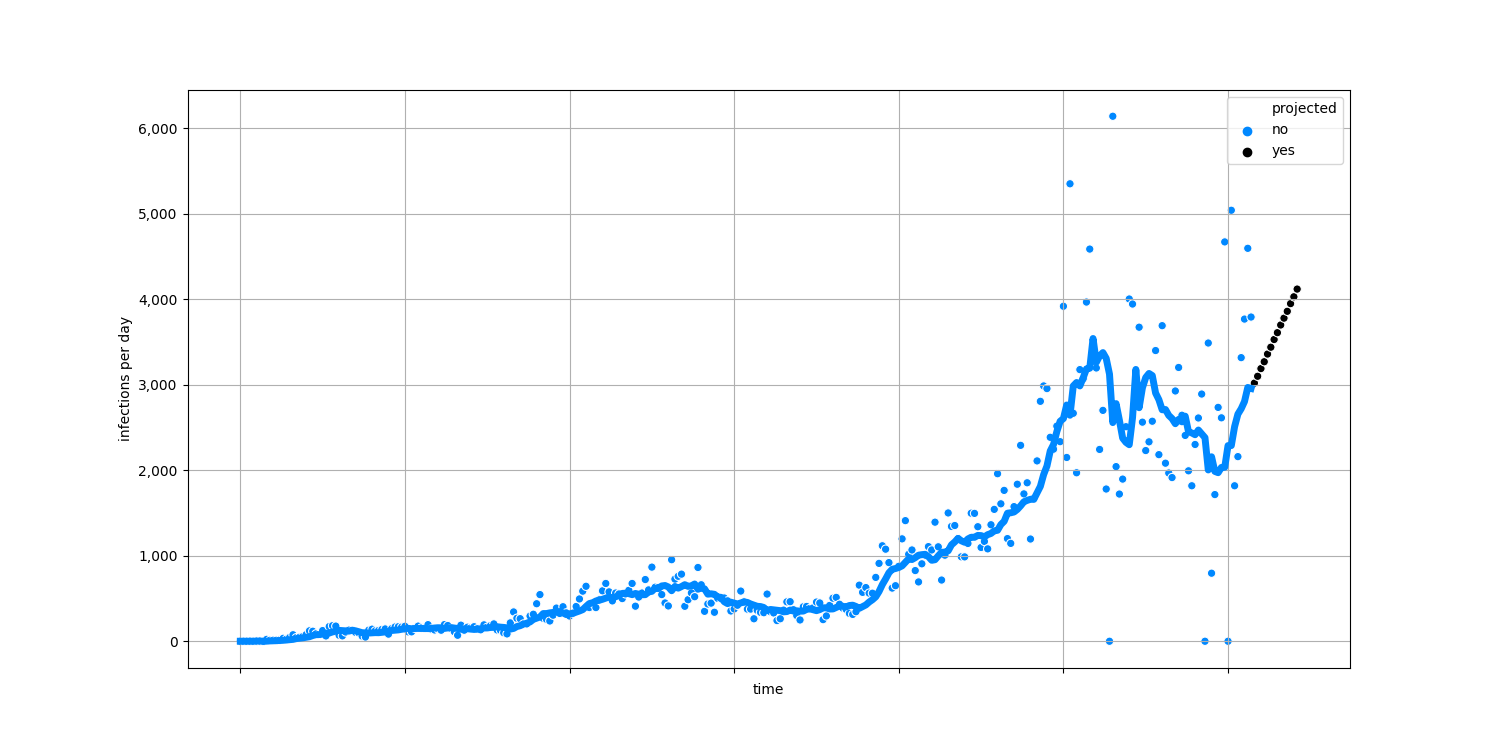 projected
no
yes
6,000
5,000
4,000
3,000
2,000
1,000
0
infections per day
time